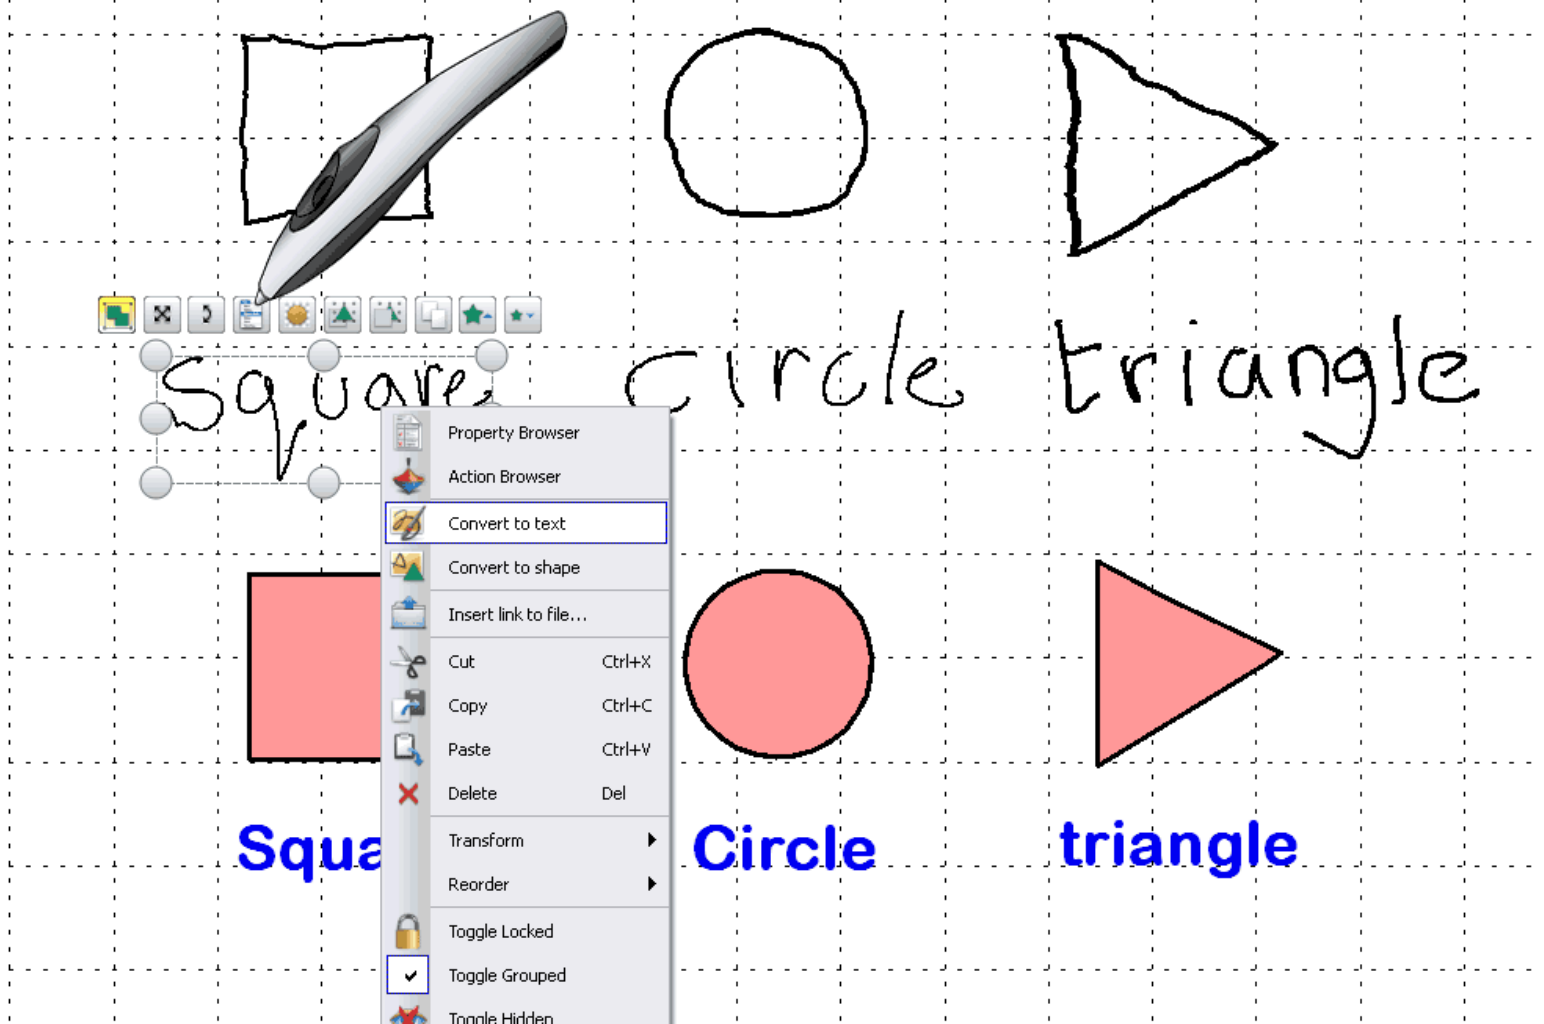 Square circle triangle
Property Browser
Action Browser
Convert to text
Convert to shape
Insert link to file...
Cut Ctrl+X
Copy Ctrl+C
Paste Ctrl+V
Delete Del
Transform
Reorder
Toggle Locked
Toggle Grouped
Toggle Hidden
Squa Circle triangle